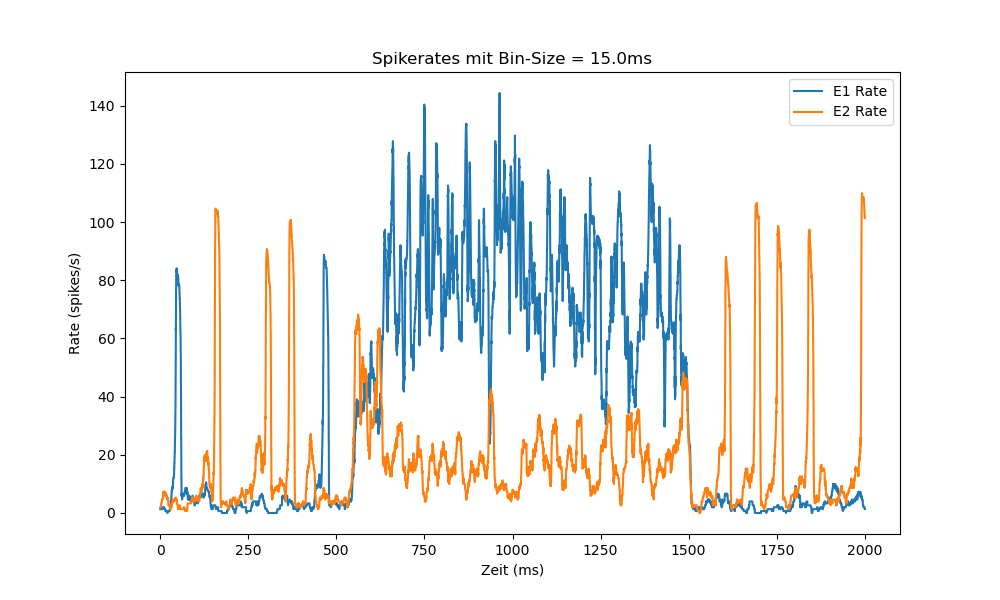 Spikerates mit Bin-Size = 15.0ms
E1 Rate
E2 Rate
Rate (spikes/s)
140
120
100
80
60
40
20
0
0 250 500 750 1000 1250 1500 1750 2000
Zeit (ms)